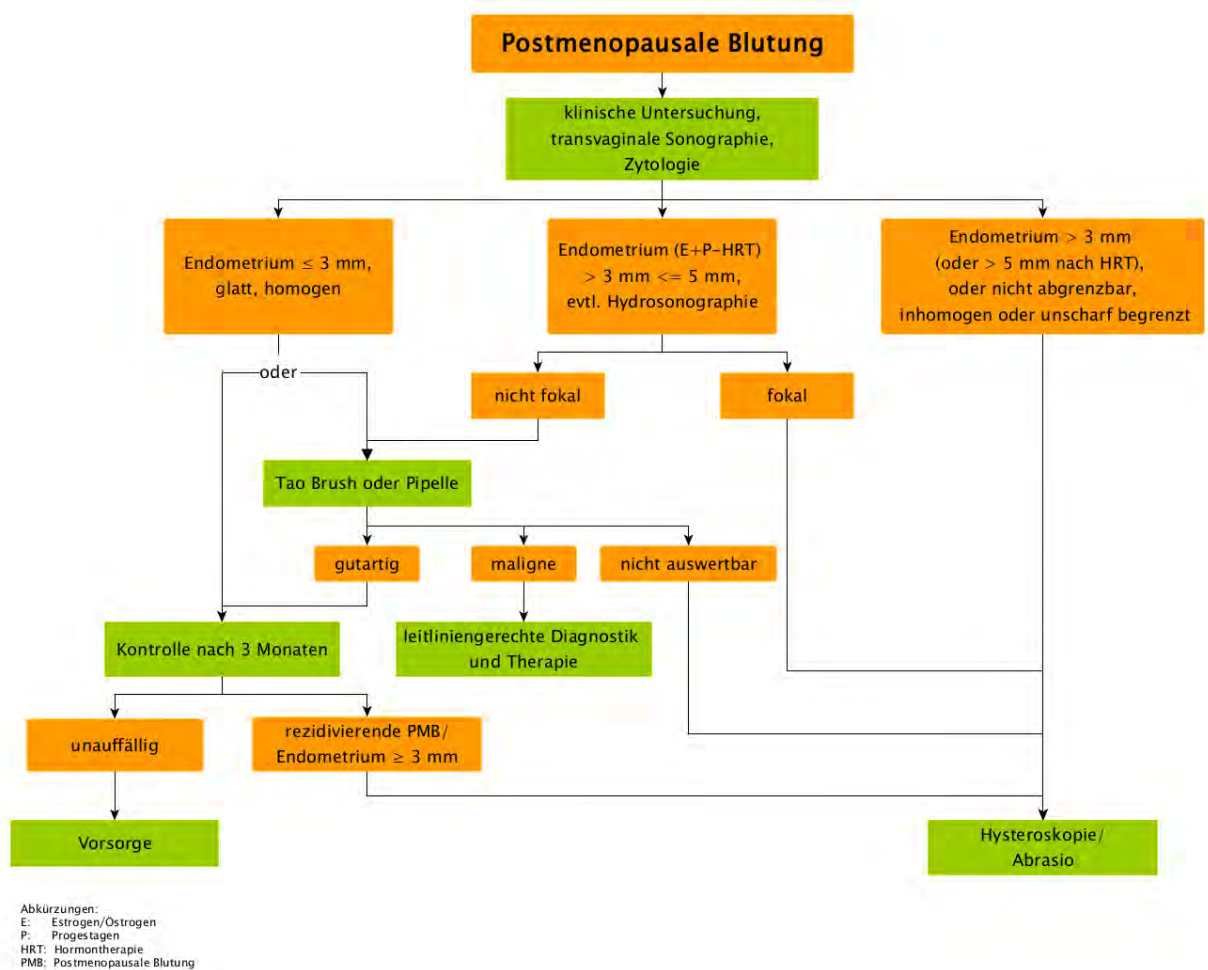 Postmenopausale Blutung
klinische Untersuchung,
transvaginale Sonographie,
Zytologie
Endometrium ≤ 3 mm,
glatt, homogen
Endometrium (E+P-HRT)
> 3 mm <= 5 mm,
evtl. Hydrosonographie
Endometrium > 3 mm
(oder > 5 mm nach HRT),
oder nicht abgrenzbar,
inhomogen oder unscharf begrenzt
oder
nicht fokal
fokal
Tao Brush oder Pipelle
gutartig
maligne
nicht auswertbar
Kontrolle nach 3 Monaten
leitliniengerechte Diagnostik
und Therapie
unauffällig
rezidivierende PMB/
Endometrium ≥ 3 mm
Vorsorge
Hysteroskopie/
Abrasio
Abkürzungen:
E: Estrogen/Östrogen
P: Progestagen
HRT: Hormontherapie
PMB: Postmenopausale Blutung